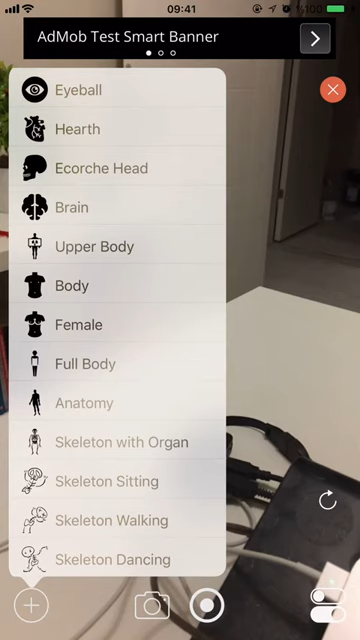 09:41
%100
AdMob Test Smart Banner
Eyeball
Hearth
Ecorche Head
Brain
Upper Body
Body
Female
Full Body
Anatomy
Skeleton with Organ
Skeleton Sitting
Skeleton Walking
Skeleton Dancing